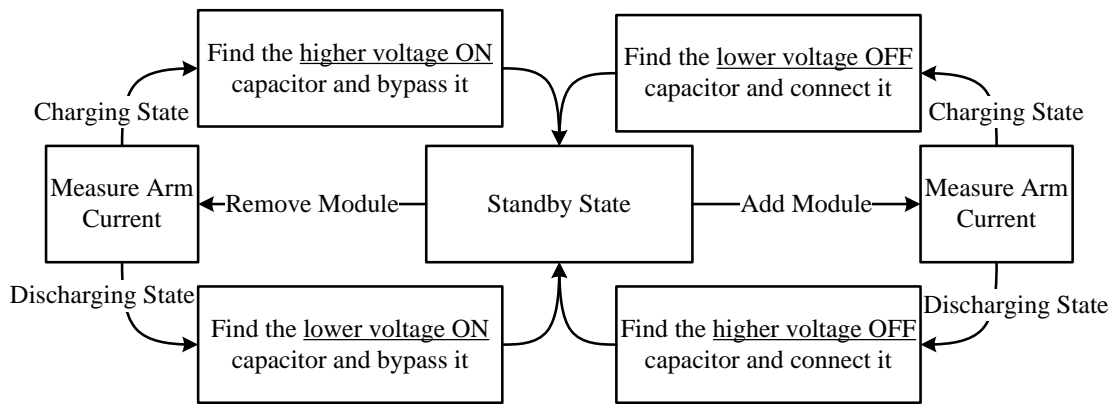 Find the higher voltage ON
capacitor and bypass it
Find the lower voltage OFF
capacitor and connect it
Charging State
Charging State
Measure Arm
Current
Remove Module
Standby State
Add Module
Measure Arm
Current
Discharging State
Discharging State
Find the lower voltage ON
capacitor and bypass it
Find the higher voltage OFF
capacitor and connect it